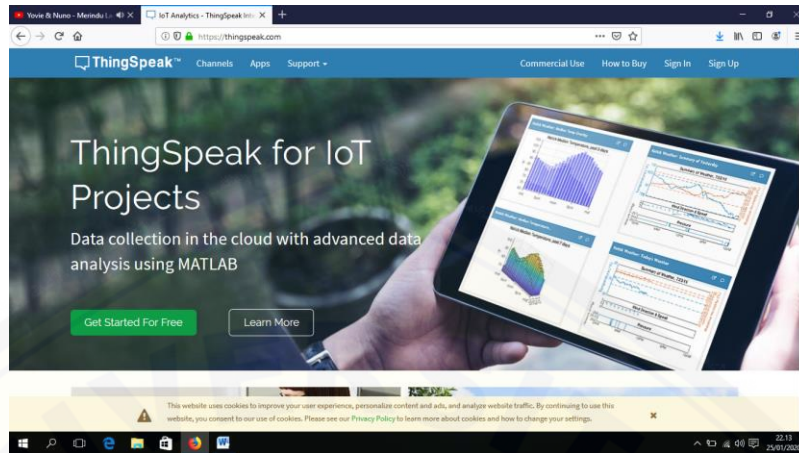 Yovie & Nuno - Merindu L
IoT Analytics - ThingSpeak Inte
https://thingspeak.com
ThingSpeak™ Channels Apps Support Commercial Use How to Buy Sign In Sign Up
ThingSpeak for IoT
Projects
Data collection in the cloud with advanced data
analysis using MATLAB
Get Started For Free Learn More
This website uses cookies to improve your user experience, personalize content and ads, and analyze website traffic. By continuing to use this
website, you consent to our use of cookies. Please see our Privacy Policy to learn more about cookies and how to change your settings.
22.13
25/01/2020